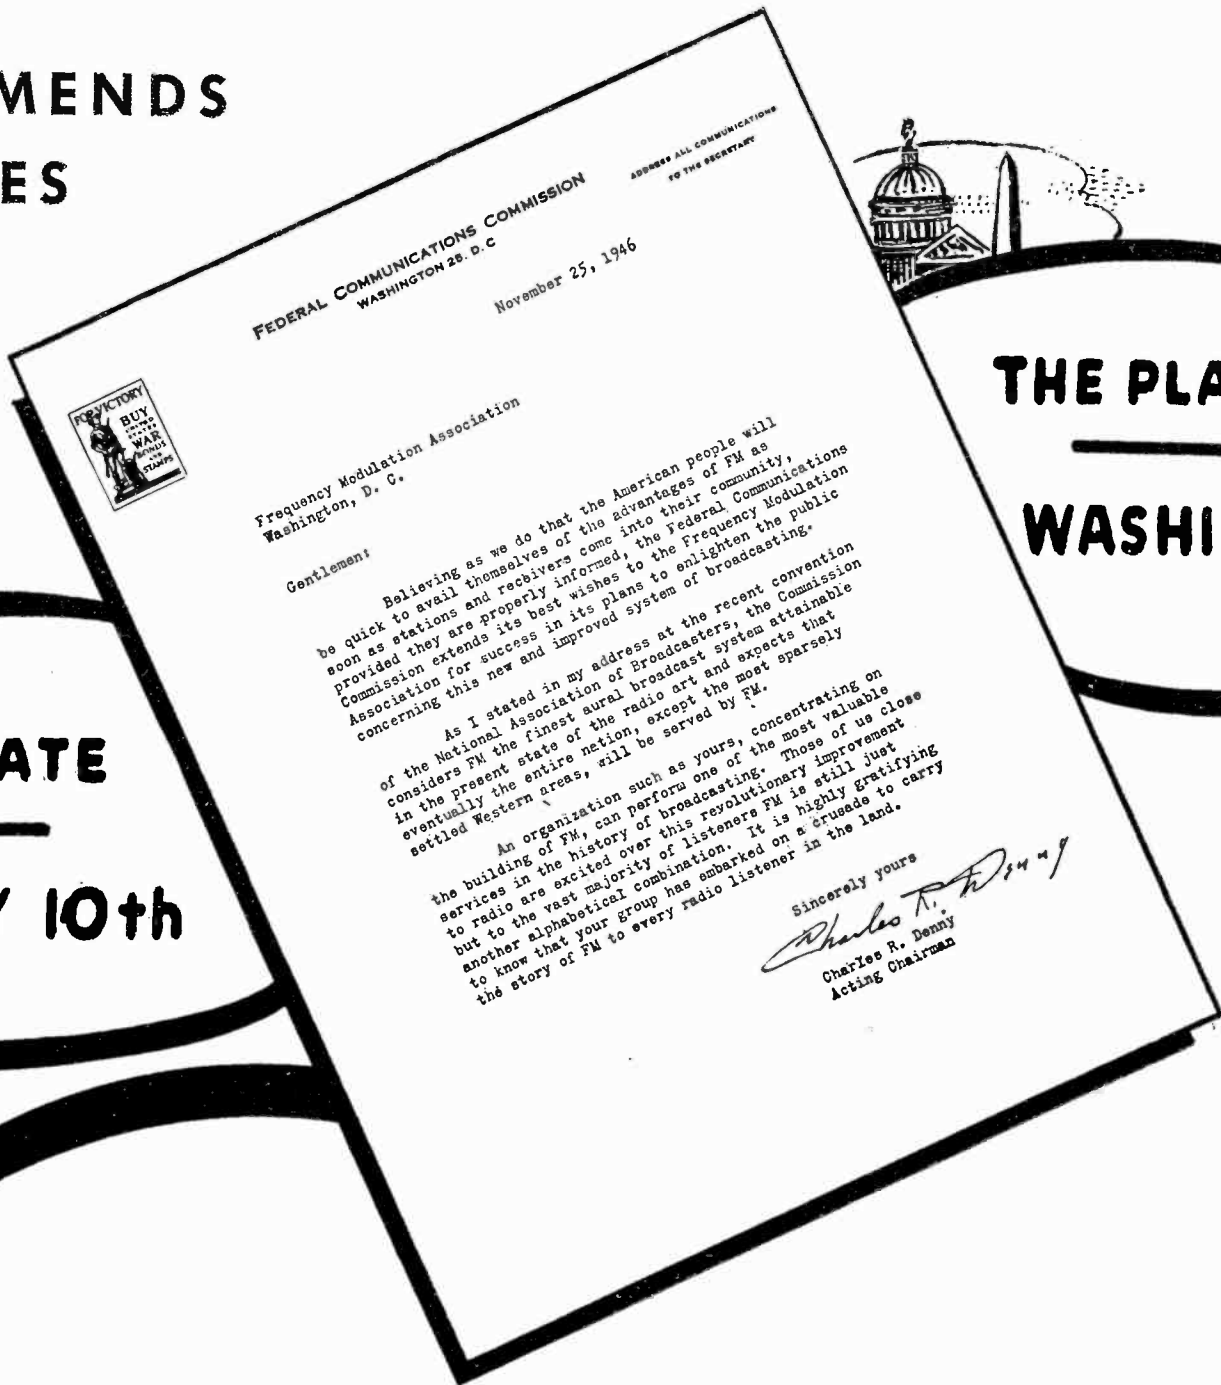 MENDS
ES
FEDERAL COMMUNICATIONS COMMISSION
WASHINGTON 25, D. C
ADDRESS ALL COMMUNICATIONS
TO THE SECRETARY
November 25, 1946
FOR VICTORY
BUY
UNITED
STATES
WAR
BONDS
AND
STAMPS
Frequency Modulation Association
Washington, D. C.
Gentlemen:
Believing as we do that the American people will
be quick to avail themselves of the advantages of FM as
soon as stations and receivers come into their community,
provided they are properly informed, the Federal Communications
Commission extends its best wishes to the Frequency Modulation
Association for success in its plans to enlighten the public
concerning this new and improved system of broadcasting.
As I stated in my address at the recent convention
of the National Association of Broadcasters, the Commission
considers FM the finest aural broadcast system attainable
in the present state of the radio art and expects that
eventually the entire nation, except the most sparsely
settled Western areas, will be served by FM.
An organization such as yours, concentrating on
the building of FM, can perform one of the most valuable
services in the history of broadcasting. Those of us close
to radio are excited over this revolutionary improvement
but to the vast majority of listeners FM is still just
another alphabetical combination. It is highly gratifying
to know that your group has embarked on a crusade to carry
the story of FM to every radio listener in the land.
Sincerely yours
Charles R. Denny
Charles R. Denny
Acting Chairman
THE PLA
WASHI
ATE
Y 10th